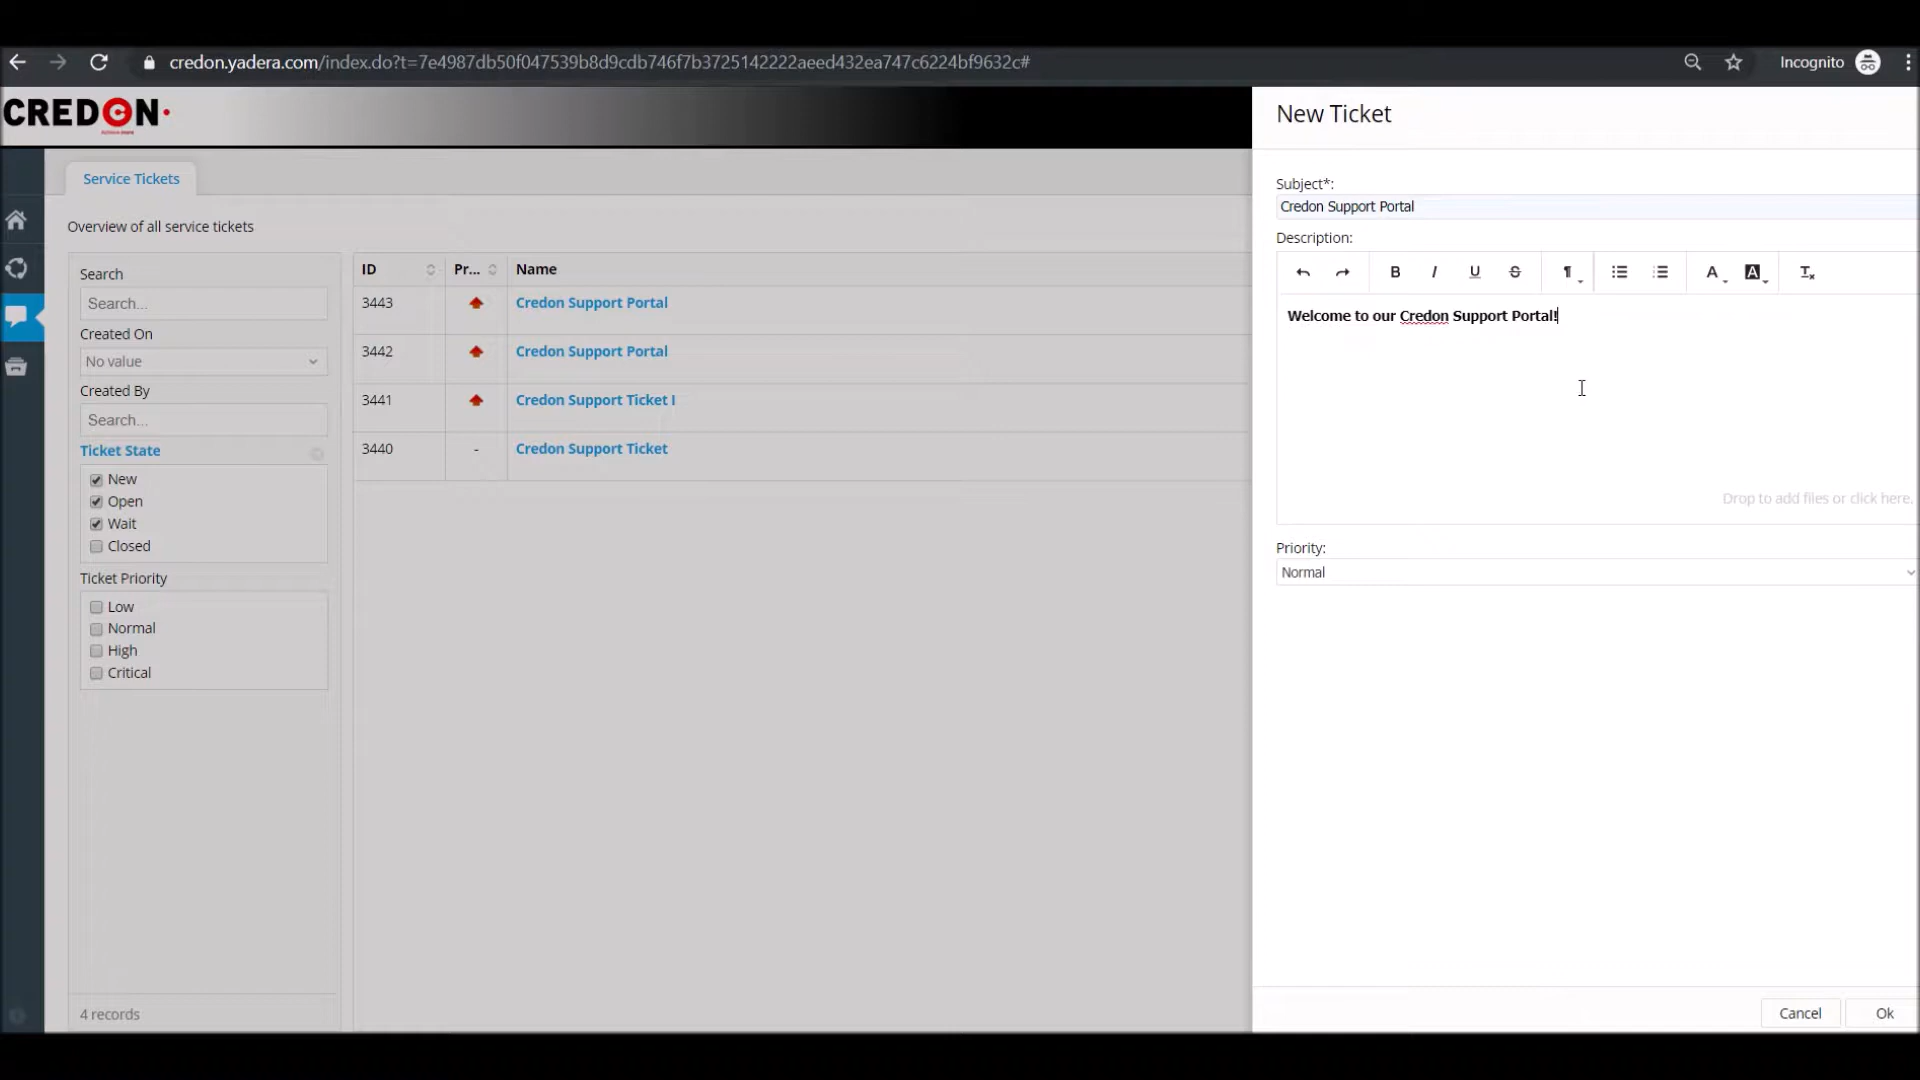 credon.yadera.com/index.do?t=7e4987db50f047539b8d9cdb746f7b3725142222aeed432ea747c6224bf9632c#
Incognito
CREDON
New Ticket
Service Tickets
Subject*:
Credon Support Portal
Overview of all service tickets
Description:
Search
Search...
Created On
No value
Created By
Search...
Ticket State
New
Open
Wait
Closed
Ticket Priority
Low
Normal
High
Critical
4 records
ID Pr... Name
3443 Credon Support Portal
3442 Credon Support Portal
3441 Credon Support Ticket I
3440 - Credon Support Ticket
B I U S ¶ A A Tx
Welcome to our Credon Support Portal!
Drop to add files or click here.
Priority:
Normal
Cancel Ok